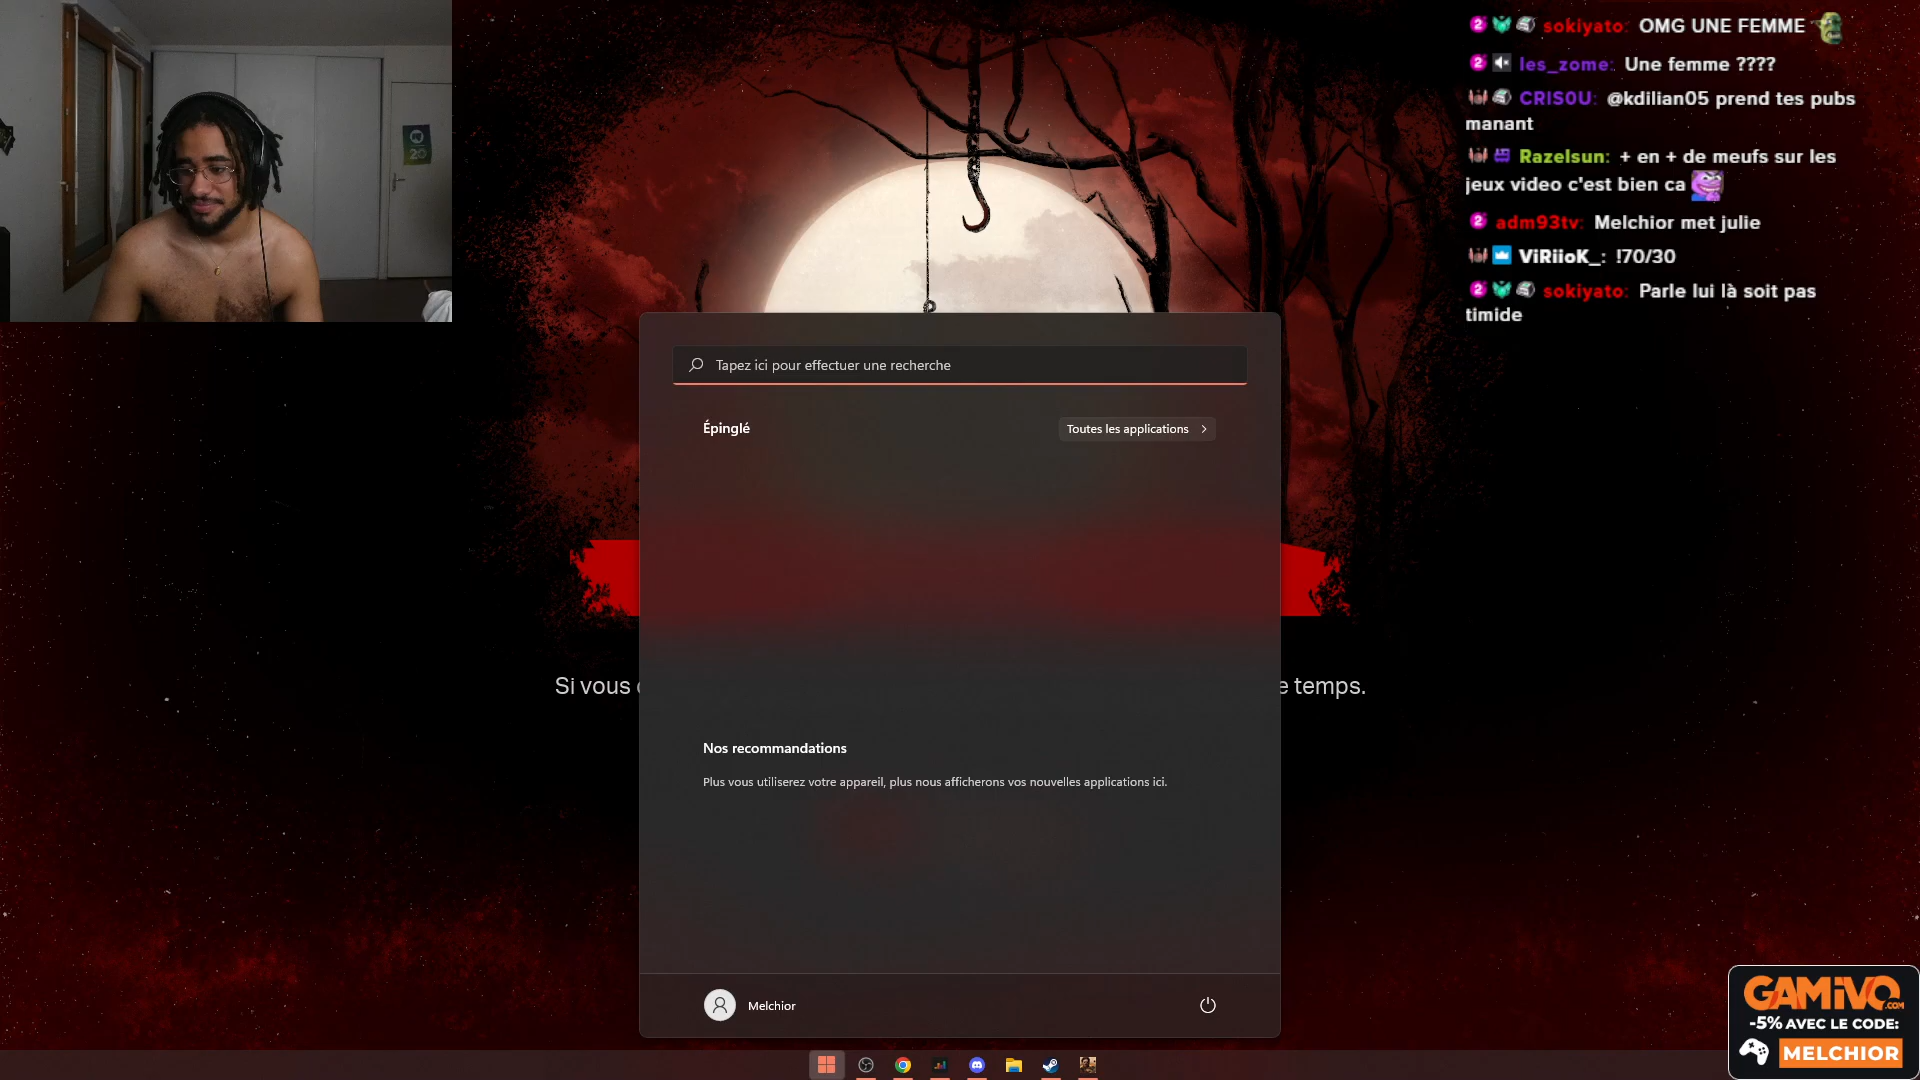 sokiyato: OMG UNE FEMME
les_zome: Une femme ????
CRIS0U: @kdilian05 prend tes pubs
manant
Razelsun: + en + de meufs sur les
jeux video c'est bien ca
adm93tv: Melchior met julie
ViRiioK_: !70/30
sokiyato: Parle lui là soit pas
timide
20
Tapez ici pour effectuer une recherche
Épinglé
Toutes les applications
Si vous
temps.
Nos recommandations
Plus vous utiliserez votre appareil, plus nous afficherons vos nouvelles applications ici.
Melchior
GAMIVO.COM
-5% AVEC LE CODE:
MELCHIOR